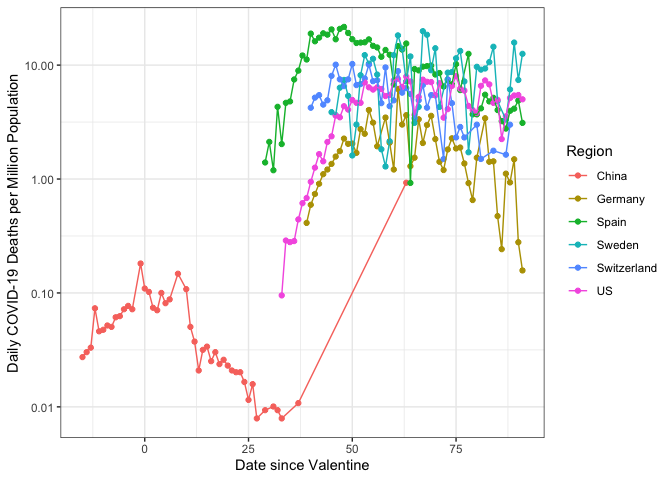 Daily COVID-19 Deaths per Million Population
10.00
1.00
0.10
0.01
0
25
50
75
Date since Valentine
Region
China
Germany
Spain
Sweden
Switzerland
US